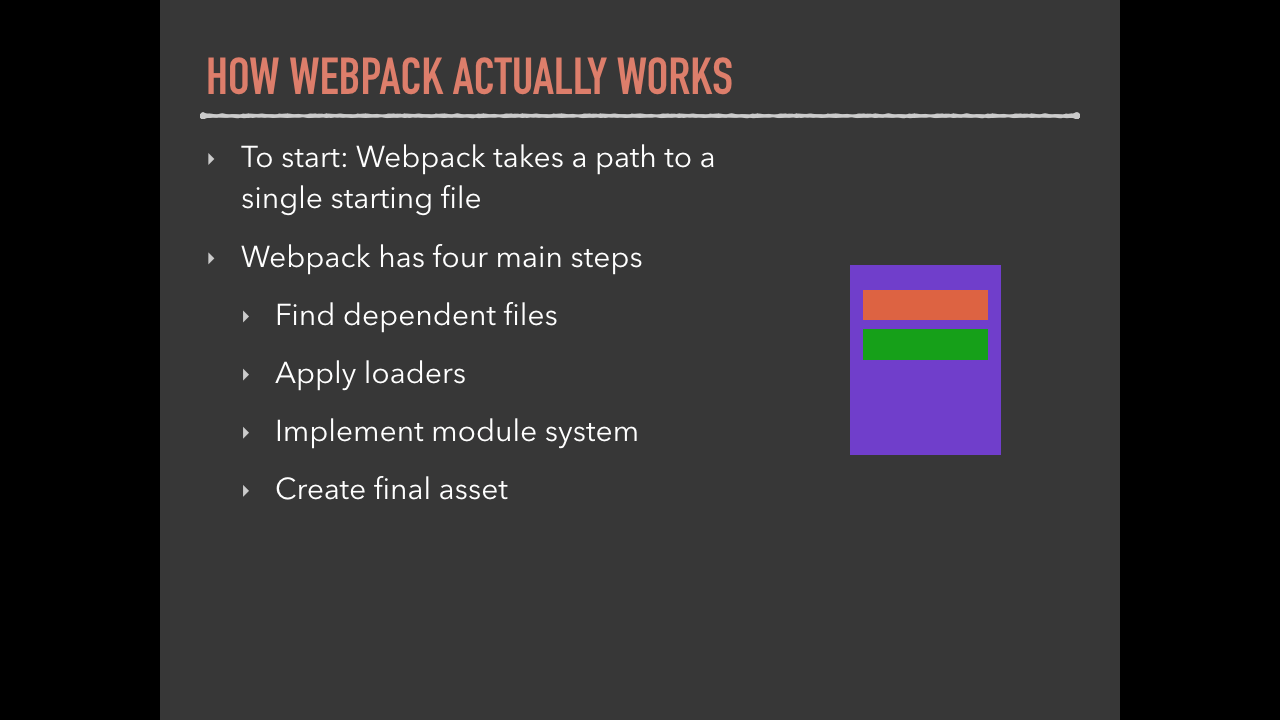 HOW WEBPACK ACTUALLY WORKS
To start: Webpack takes a path to a
single starting file
Webpack has four main steps
Find dependent files
Apply loaders
Implement module system
Create final asset